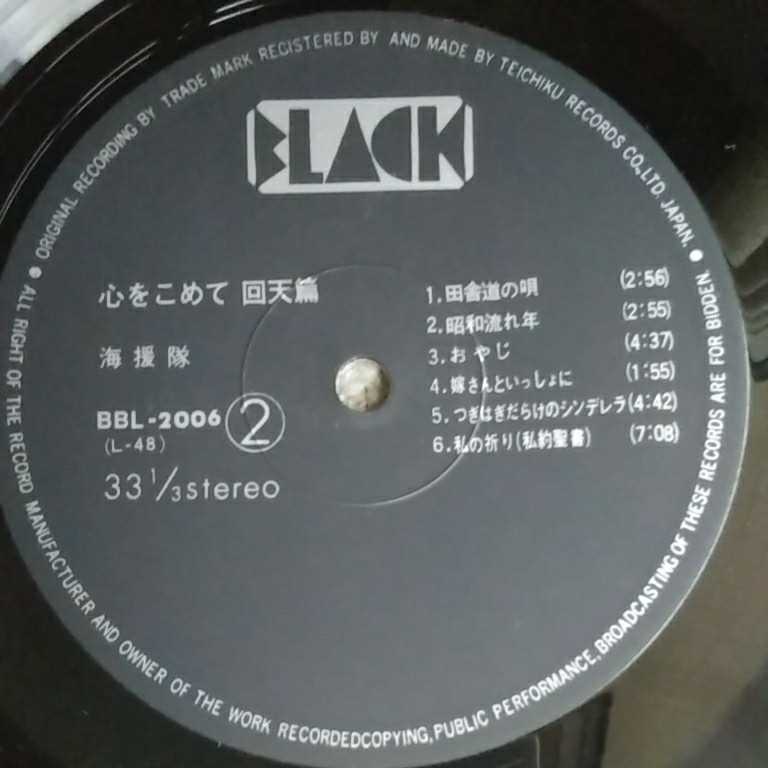 ORIGINAL RECORDING BY TRADE MARK REGISTERED BY AND MADE BY TEICHIKU RECORDS CO.,LTD. JAPAN.
BLACK
心をこめて 回天篇
海援隊
BBL-2006 ②
(L-48)
33 1/3 stereo
1.田舎道の唄 (2:56)
2.昭和流れ年 (2:55)
3.おやじ (4:37)
4.嫁さんといっしょに (1:55)
5.つぎはぎだらけのシンデレラ(4:42)
6.私の祈り(私約聖書) (7:08)
ALL RIGHT OF THE RECORD MANUFACTURER AND OWNER OF THE WORK RECORDEDCOPYING,PUBLIC PERFORMANCE,BROADCASTING OF THESE RECORDS ARE FOR BIDDEN.